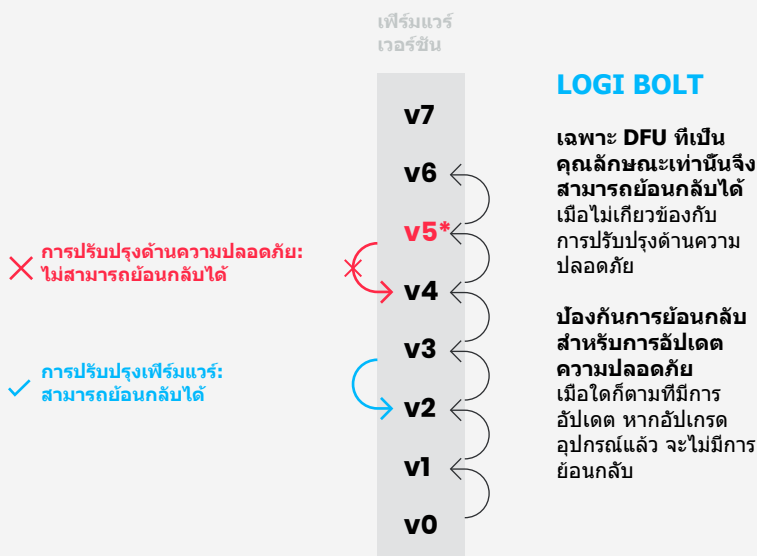 เฟิร์มแวร์
เวอร์ชัน
v7
v6
v5*
v4
v3
v2
v1
v0
การปรับปรุงด้านความปลอดภัย:
ไม่สามารถย้อนกลับได้
การปรับปรุงเฟิร์มแวร์:
สามารถย้อนกลับได้
LOGI BOLT
เฉพาะ DFU ที่เป็น
คุณลักษณะเท่านั้นจึง
สามารถย้อนกลับได้
เมื่อไม่เกี่ยวข้องกับ
การปรับปรุงด้านความ
ปลอดภัย
ป้องกันการย้อนกลับ
สำหรับการอัปเดต
ความปลอดภัย
เมื่อใดก็ตามที่มีการ
อัปเดต หากอัปเกรด
อุปกรณ์แล้ว จะไม่มีการ
ย้อนกลับ